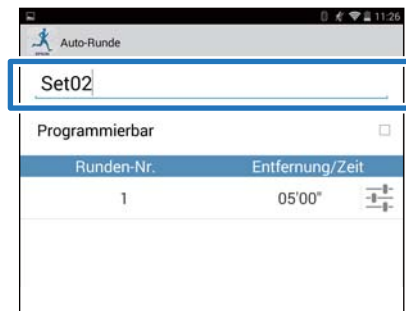 11:26
Auto-Runde
Set02
Programmierbar
Runden-Nr. Entfernung/Zeit
1 05'00"